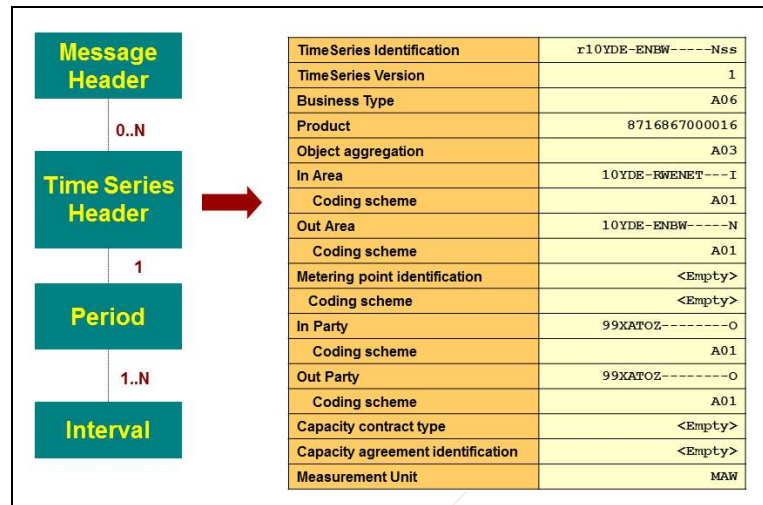 Message
Header
0..N
Time Series
Header
1
Period
1..N
Interval
TimeSeries Identification r10YDE-ENBW-----Nss
TimeSeries Version 1
Business Type A06
Product 8716867000016
Object aggregation A03
In Area 10YDE-RWENET---I
Coding scheme A01
Out Area 10YDE-ENBW-----N
Coding scheme A01
Metering point identification <Empty>
Coding scheme <Empty>
In Party 99XATOZ--------O
Coding scheme A01
Out Party 99XATOZ--------O
Coding scheme A01
Capacity contract type <Empty>
Capacity agreement identification <Empty>
Measurement Unit MAW